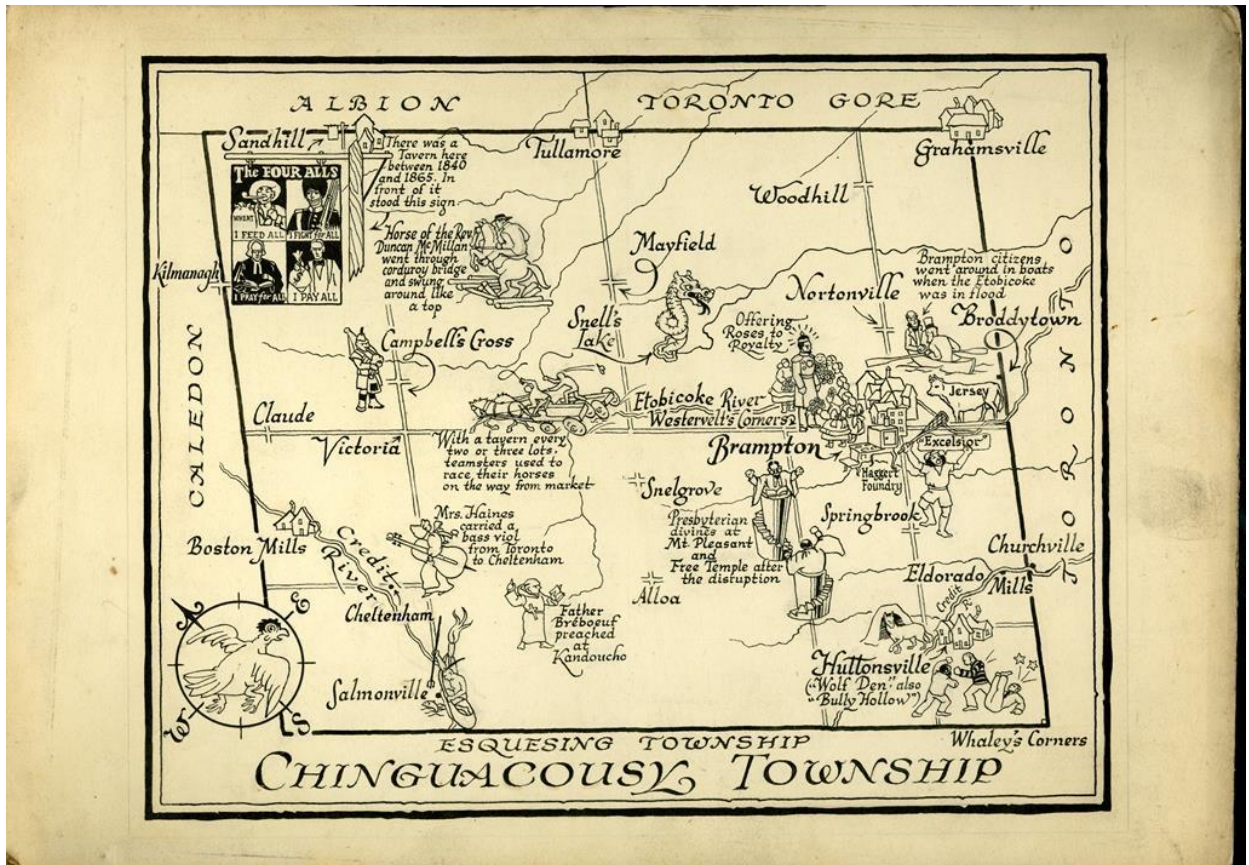 ALBION
TORONTO GORE
Sandhill
Tullamore
Grahamsville
There was a
Tavern here
between 1840
and 1865. In
front of it
stood this sign.
The FOUR ALLS
WHEAT
I FEED ALL
I FIGHT for ALL
I PRAY for ALL
I PAY ALL
Woodhill
Kilmanagh
Horse of the Rev.
Duncan McMillan
went through
corduroy bridge
and swung
around like
a top
Mayfield
Nortonville
Brampton citizens
went around in boats
when the Etobicoke
was in flood
Broddytown
TORONTO
CALEDON
Campbell's Cross
Snell's
Lake
Offering
Roses to
Royalty
Jersey
Claude
Victoria
Etobicoke River
Westervelt's Corners
With a tavern every
two or three lots,
teamsters used to
race their horses
on the way from market
Brampton
"Excelsior"
Haggert
Foundry
Snelgrove
Springbrook
Boston Mills
Credit
River
Mrs. Haines
carried a
bass viol
from Toronto
to Cheltenham
Presbyterian
divines at
Mt. Pleasant
and
Free Temple after
the disruption
Churchville
Eldorado
Mills
Credit
R.
Alloa
Cheltenham
Father
Bréboeuf
preached
at
Kandoucho
Huttonsville
("Wolf Den" also
"Bully Hollow")
Salmonville
N
E
W
S
ESQUESING TOWNSHIP
Whaley's Corners
CHINGUACOUSY TOWNSHIP